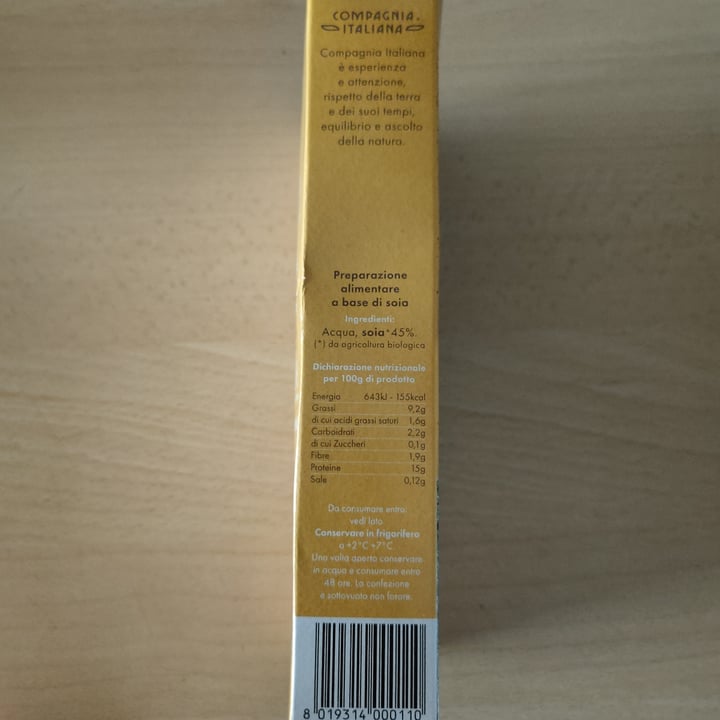 COMPAGNIA
ITALIANA
Compagnia Italiana
è esperienza
e attenzione,
rispetto della terra
e dei suoi tempi,
equilibrio e ascolto
della natura.
Preparazione
alimentare
a base di soia
Ingredienti:
Acqua, soia*45%.
(*) da agricoltura biologica
Dichiarazione nutrizionale
per 100g di prodotto
Energia 643kJ - 155kcal
Grassi 9,2g
di cui acidi grassi saturi 1,6g
Carboidrati 2,2g
di cui Zuccheri 0,1g
Fibre 1,9g
Proteine 15g
Sale 0,12g
Da consumare entro:
vedi lato
Conservare in frigorifero
a +2°C +7°C
Una volta aperto conservare
in acqua e consumare entro
48 ore. La confezione
è sottovuoto non forare.
8 019314 000110